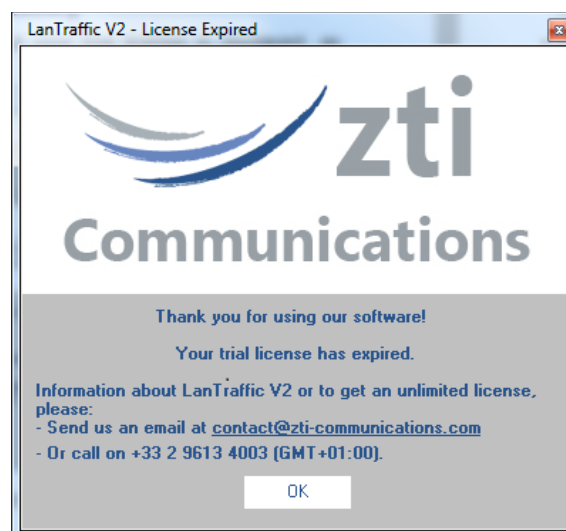 LanTraffic V2 - License Expired
zti
Communications
Thank you for using our software!
Your trial license has expired.
Information about LanTraffic V2 or to get an unlimited license,
please:
- Send us an email at contact@zti-communications.com
- Or call on +33 2 9613 4003 (GMT+01:00).
OK